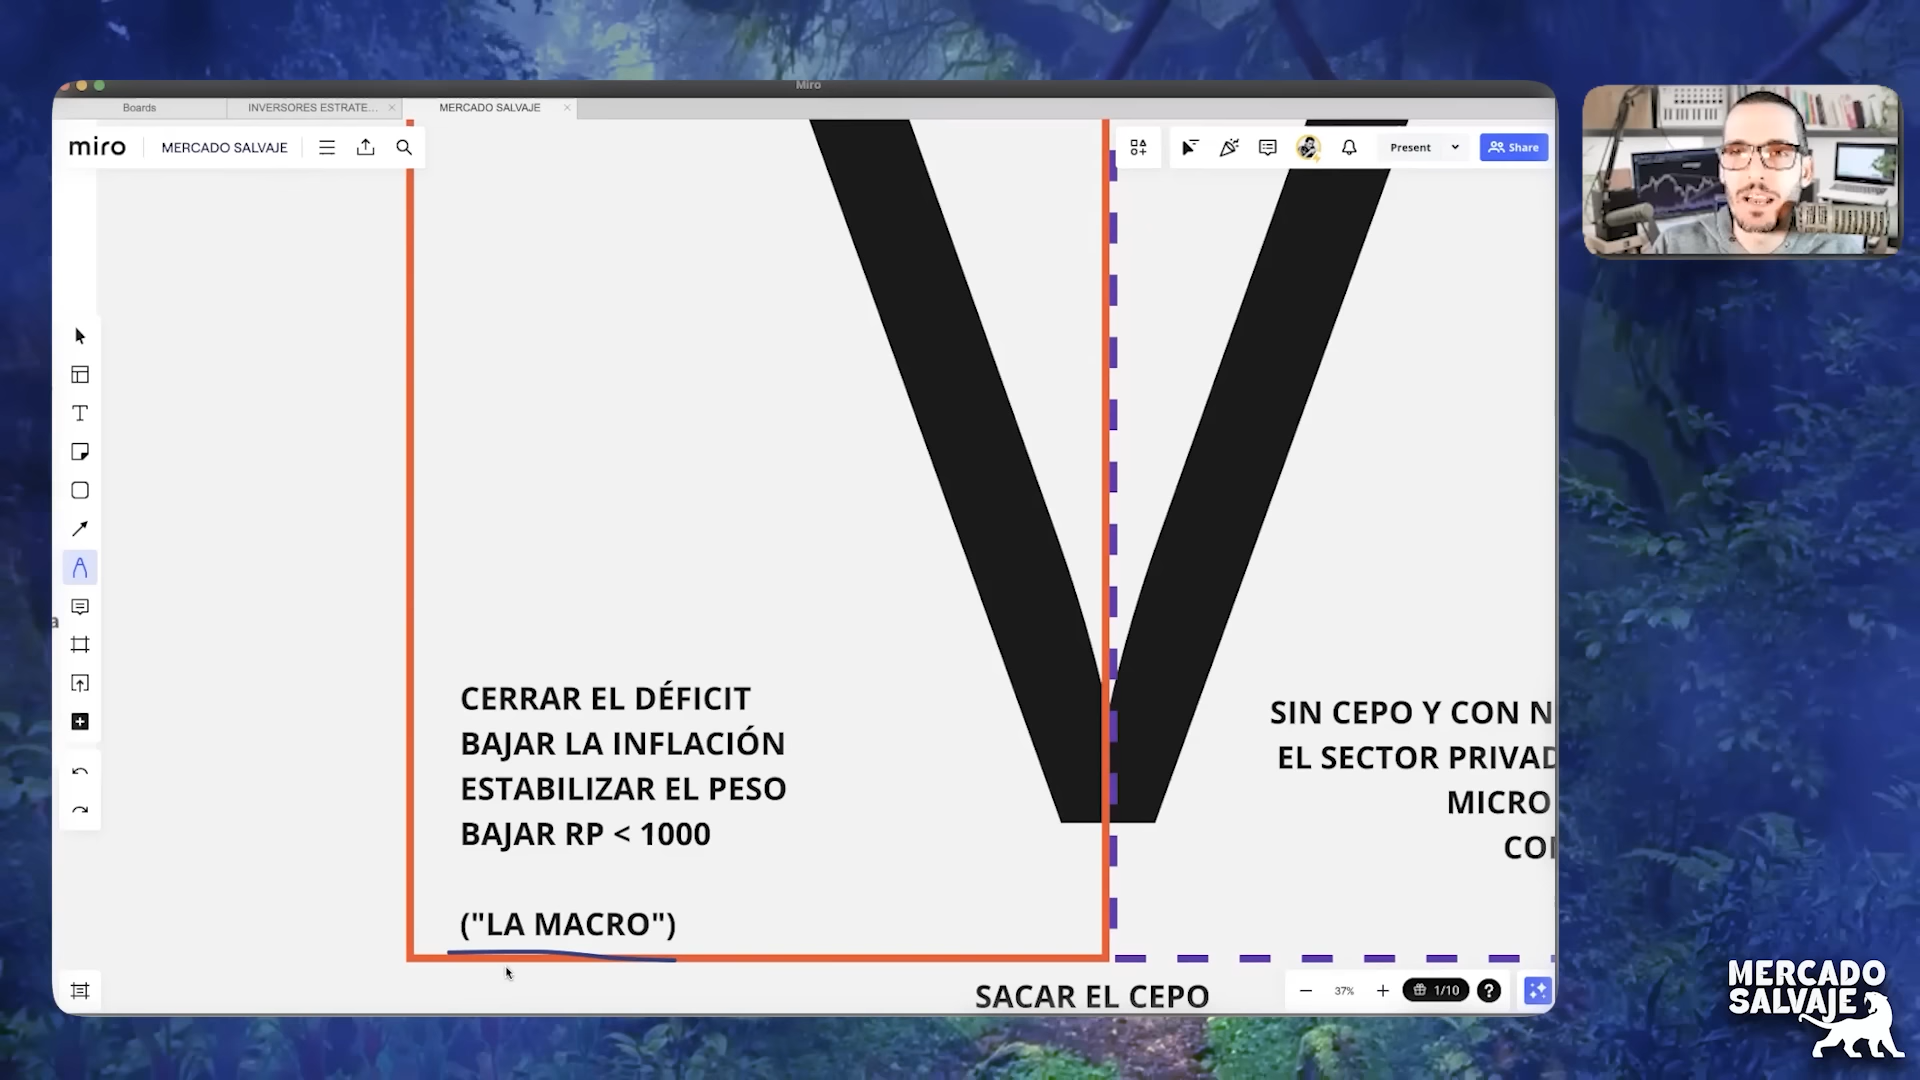 Miro
Boards
INVERSORES ESTRATE...
MERCADO SALVAJE
miro
MERCADO SALVAJE
Present
Share
CERRAR EL DÉFICIT
BAJAR LA INFLACIÓN
ESTABILIZAR EL PESO
BAJAR RP < 1000
("LA MACRO")
SIN CEPO Y CON N
EL SECTOR PRIVAD
MICRO
CO
SACAR EL CEPO
37%
1/10
MERCADO
SALVAJE